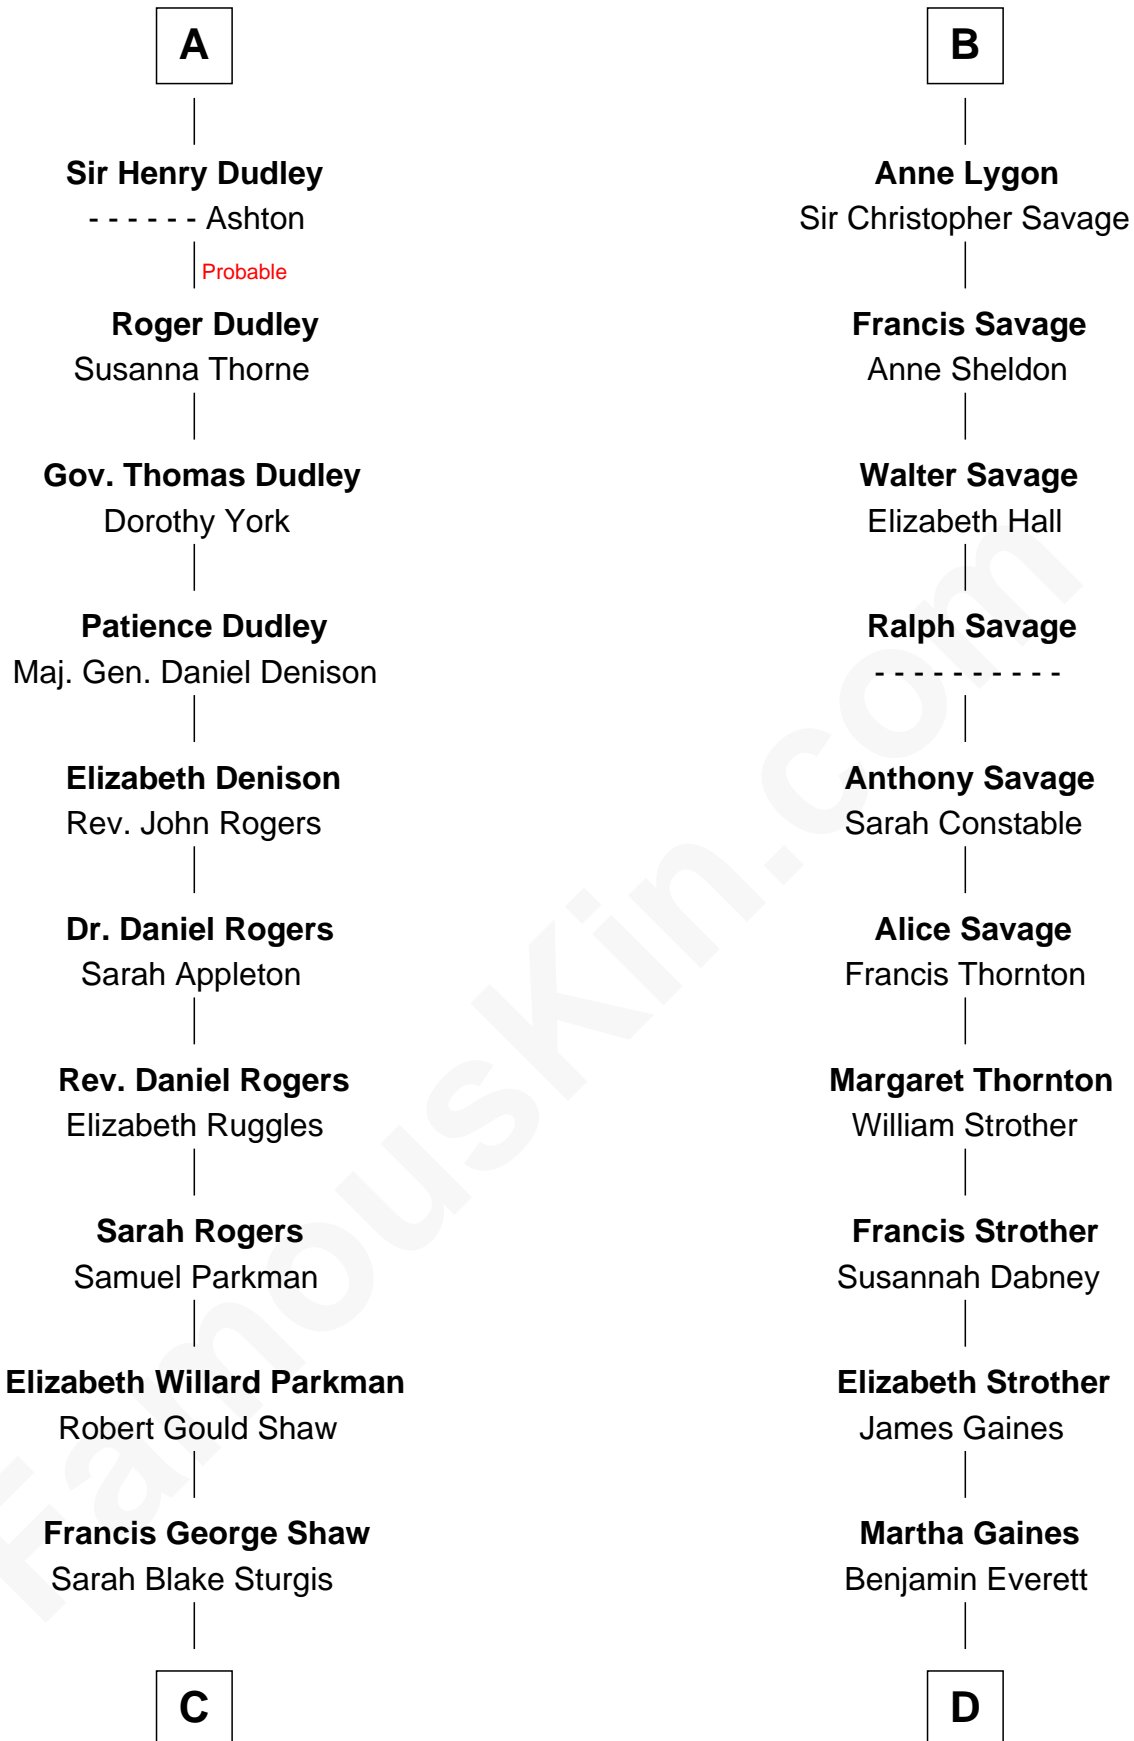 A
Sir Henry Dudley
- - - - - - Ashton
Probable
Roger Dudley
Susanna Thorne
Gov. Thomas Dudley
Dorothy York
Patience Dudley
Maj. Gen. Daniel Denison
Elizabeth Denison
Rev. John Rogers
Dr. Daniel Rogers
Sarah Appleton
Rev. Daniel Rogers
Elizabeth Ruggles
Sarah Rogers
Samuel Parkman
Elizabeth Willard Parkman
Robert Gould Shaw
Francis George Shaw
Sarah Blake Sturgis
C
B
Anne Lygon
Sir Christopher Savage
Francis Savage
Anne Sheldon
Walter Savage
Elizabeth Hall
Ralph Savage
- - - - - - - - - -
Anthony Savage
Sarah Constable
Alice Savage
Francis Thornton
Margaret Thornton
William Strother
Francis Strother
Susannah Dabney
Elizabeth Strother
James Gaines
Martha Gaines
Benjamin Everett
D
FamousKin.com